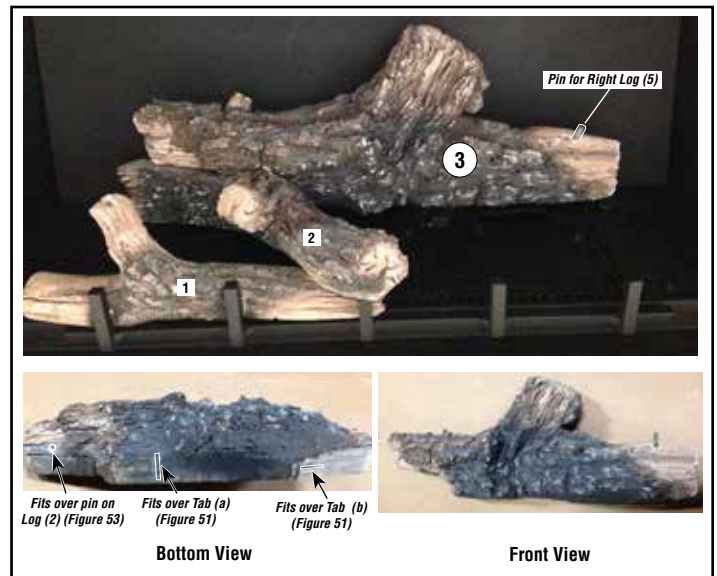 Pin for Right Log (5)
3
2
1
Fits over pin on
Log (2) (Figure 53)
Fits over Tab (a)
(Figure 51)
Fits over Tab (b)
(Figure 51)
Bottom View
Front View